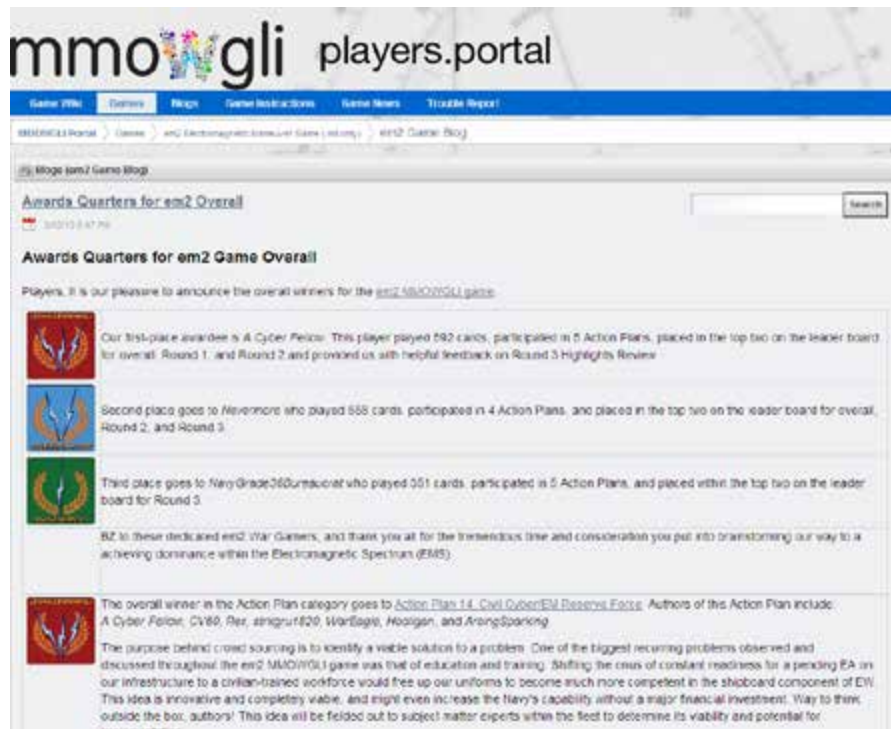 mmowgli players.portal
Game Wiki Games Blogs Game Instructions Game News Trouble Report
MMOWGLI Portal Games em2 Electromagnetic Maneuver Game em2 Game Blog
Blogs (em2 Game Blog)
Awards Quarters for em2 Overall
Search
PM
Awards Quarters for em2 Game Overall
Players, It is our pleasure to announce the overall winners for the em2 MMOWGLI game.
Our first-place awardee is A Cyber Fellow. This player played 592 cards, participated in 5 Action Plans, placed in the top two on the leader board
for overall, Round 1, and Round 2 and provided us with helpful feedback on Round 3 Highlights Review
Second place goes to Nevermore who played cards, participated in 4 Action Plans, and placed in the top two on the leader board for overall,
Round 2, and Round 3.
Third place goes to who played 351 cards, participated in 5 Action Plans, and placed within the top two on the leader
board for Round 3.
BZ to these dedicated em2 War Gamers, and thank you all for the tremendous time and consideration you put into brainstorming our way to a
achieving dominance within the Electromagnetic Spectrum (EMS).
The overall winner in the Action Plan category goes to Action Plan 14, Civil Cyber/EM Reserve Force. Authors of this Action Plan include:
A Cyber Fellow, CV60, Rex, WarEagle, Hooligan, and ArcingSparking.
The purpose behind crowd sourcing is to identify a viable solution to a problem. One of the biggest recurring problems observed and
discussed throughout the em2 MMOWGLI game was that of education and training. Shifting the onus of constant readiness for a pending EA on
our infrastructure to a civilian-trained workforce would free up our uniforms to become much more competent in the shipboard component of EW.
This idea is innovative and completely viable, and might even increase the Navy's capability without a major financial investment. Way to think
outside the box, authors! This idea will be fielded out to subject matter experts within the fleet to determine its viability and potential for